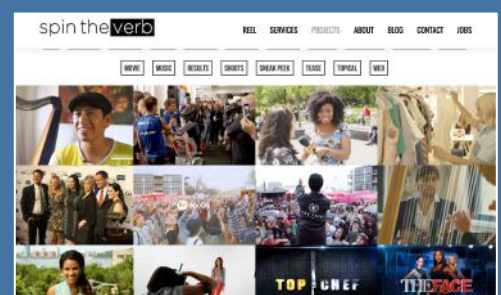 spin the verb
REEL SERVICES PROJECTS ABOUT BLOG CONTACT JOBS
MOVIE MUSIC RESULTS SHOOTS SNEAK PEEK TEASE TOPICAL WEB
TOP CHEF
THE FACE